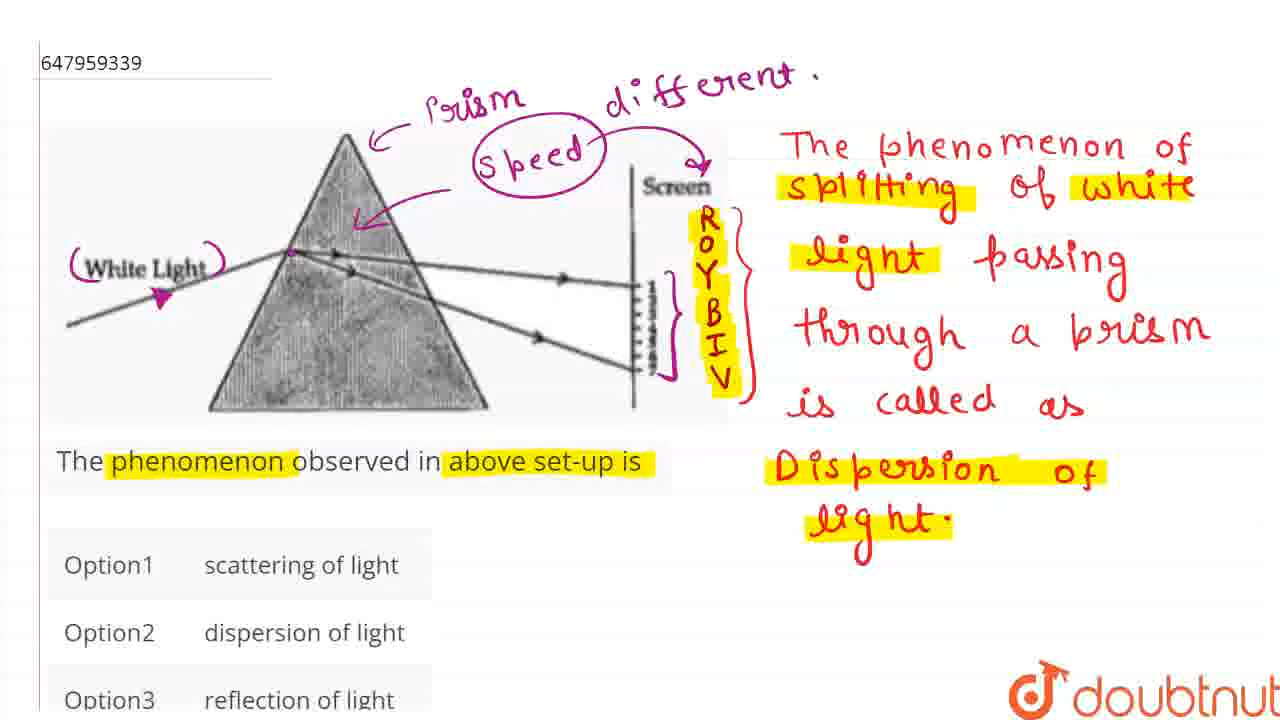 647959339
Prism
speed
different.
White Light
Screen
R
O
Y
B
I
V
The phenomenon of
splitting of white
light passing
through a prism
is called as
Dispersion of
light.
The phenomenon observed in above set-up is
Option1 scattering of light
Option2 dispersion of light
Option3 reflection of light
doubtnut